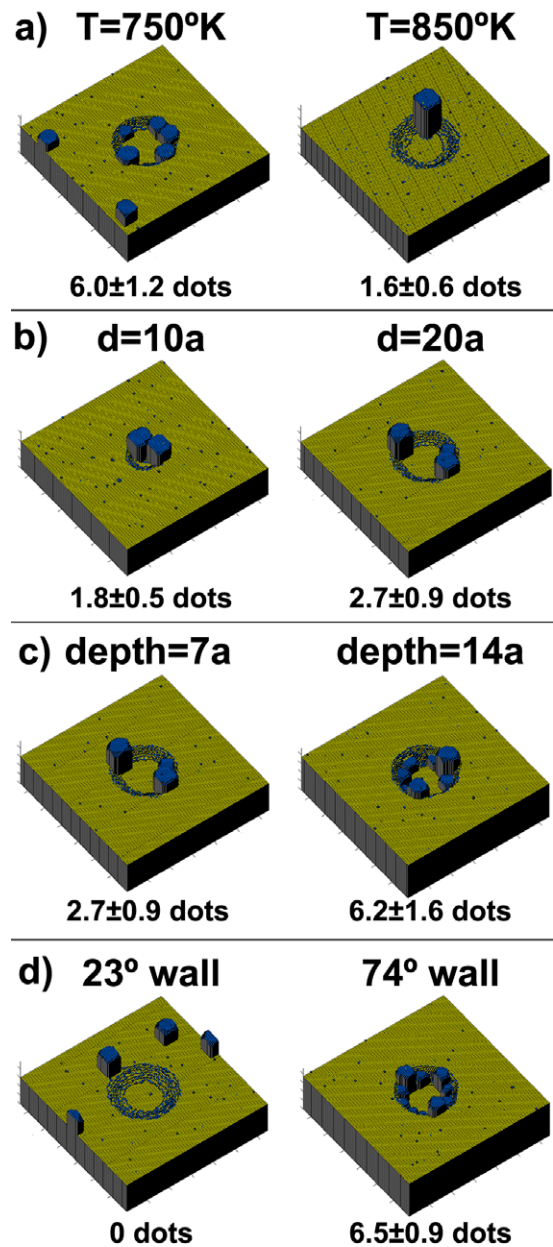 a) T=750ºK T=850ºK
6.0±1.2 dots 1.6±0.6 dots
b) d=10a d=20a
1.8±0.5 dots 2.7±0.9 dots
c) depth=7a depth=14a
2.7±0.9 dots 6.2±1.6 dots
d) 23º wall 74º wall
0 dots 6.5±0.9 dots